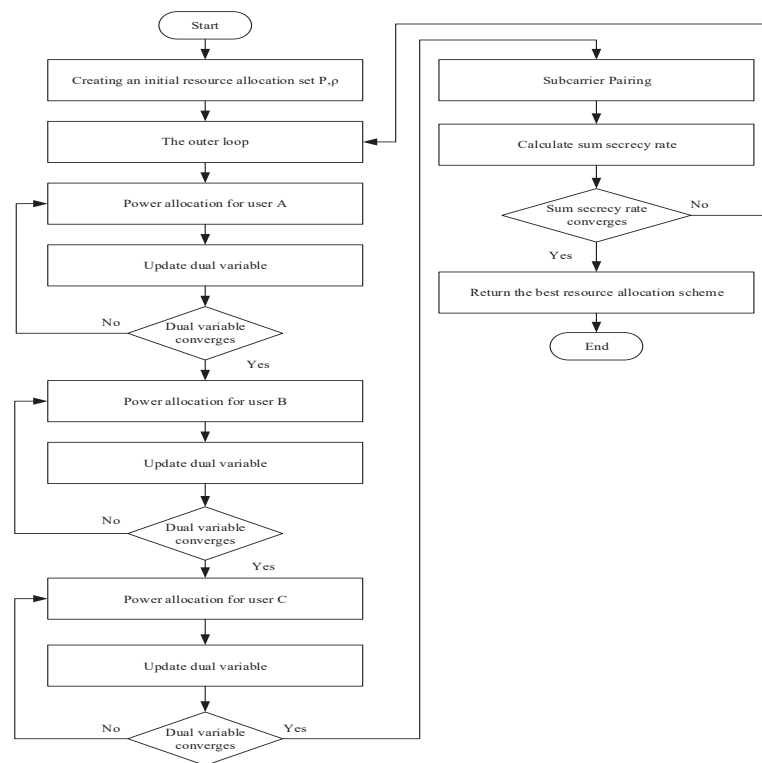 Start
Creating an initial resource allocation set P,ρ
The outer loop
Power allocation for user A
Update dual variable
No
Dual variable
converges
Yes
Power allocation for user B
Update dual variable
No
Dual variable
converges
Yes
Power allocation for user C
Update dual variable
No
Dual variable
converges
Yes
Subcarrier Pairing
Calculate sum secrecy rate
Sum secrecy rate
converges
No
Yes
Return the best resource allocation scheme
End